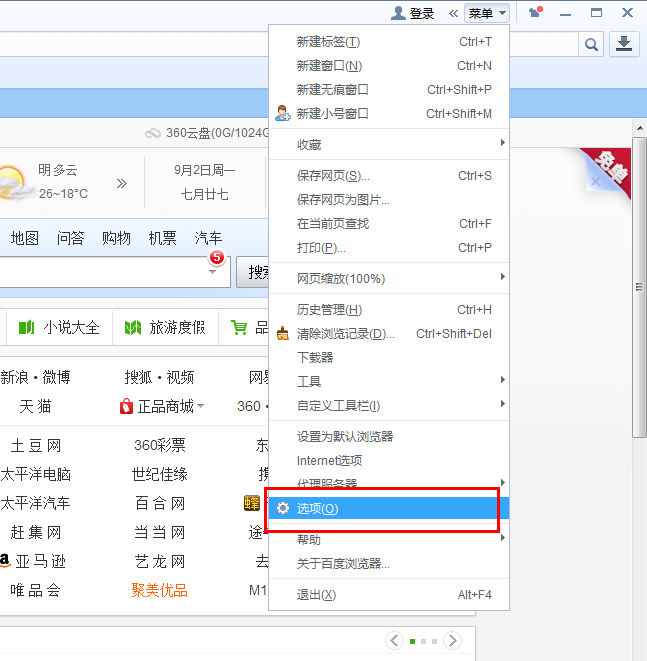 登录 « 菜单
新建标签(T) Ctrl+T
新建窗口(N) Ctrl+N
新建无痕窗口 Ctrl+Shift+P
新建小号窗口 Ctrl+Shift+M
收藏
保存网页(S)... Ctrl+S
保存网页为图片...
在当前页查找 Ctrl+F
打印(P)... Ctrl+P
网页缩放(100%)
历史管理(H) Ctrl+H
清除浏览记录(D)... Ctrl+Shift+Del
下载器
工具
自定义工具栏(I)
设置为默认浏览器
Internet选项
代理服务器
选项(O)
帮助
关于百度浏览器...
退出(X) Alt+F4
360云盘(0G/1024G
免单
明 多云 9月2日周一
26~18°C 七月廿七
地图 问答 购物 机票 汽车
5
搜索
小说大全 旅游度假 品
新浪·微博 搜狐·视频 网易
天猫 正品商城 360·
土豆网 360彩票 东
太平洋电脑 世纪佳缘 携
太平洋汽车 百合网 蜂
赶集网 当当网 途
a 亚马逊 艺龙网 去
唯品会 聚美优品 M1